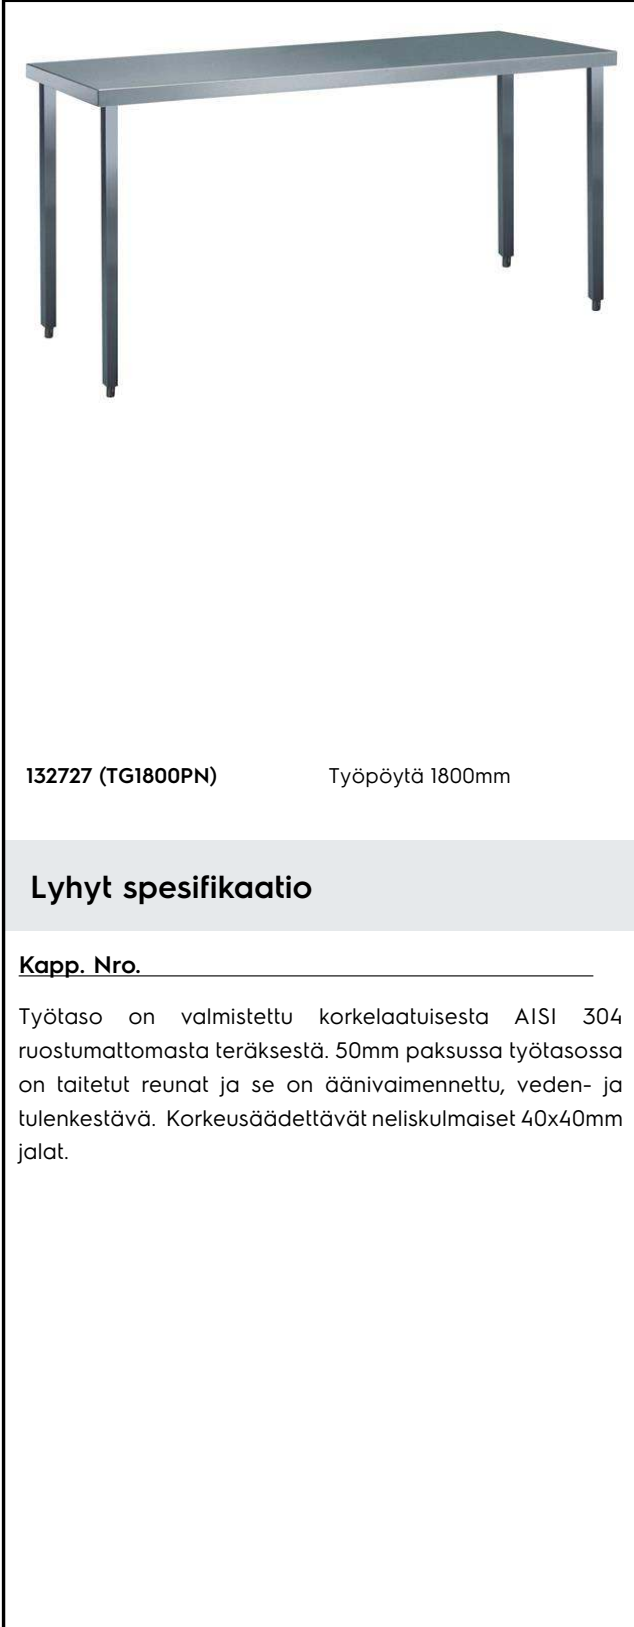 132727 (TG1800PN) Työpöytä 1800mm
Lyhyt spesifikaatio
Kapp. Nro.
Työtaso on valmistettu korkelaatuisesta AISI 304
ruostumattomasta teräksestä. 50mm paksussa työtasossa
on taitetut reunat ja se on äänivaimennettu, veden- ja
tulenkestävä. Korkeusäädettävät neliskulmaiset 40x40mm
jalat.